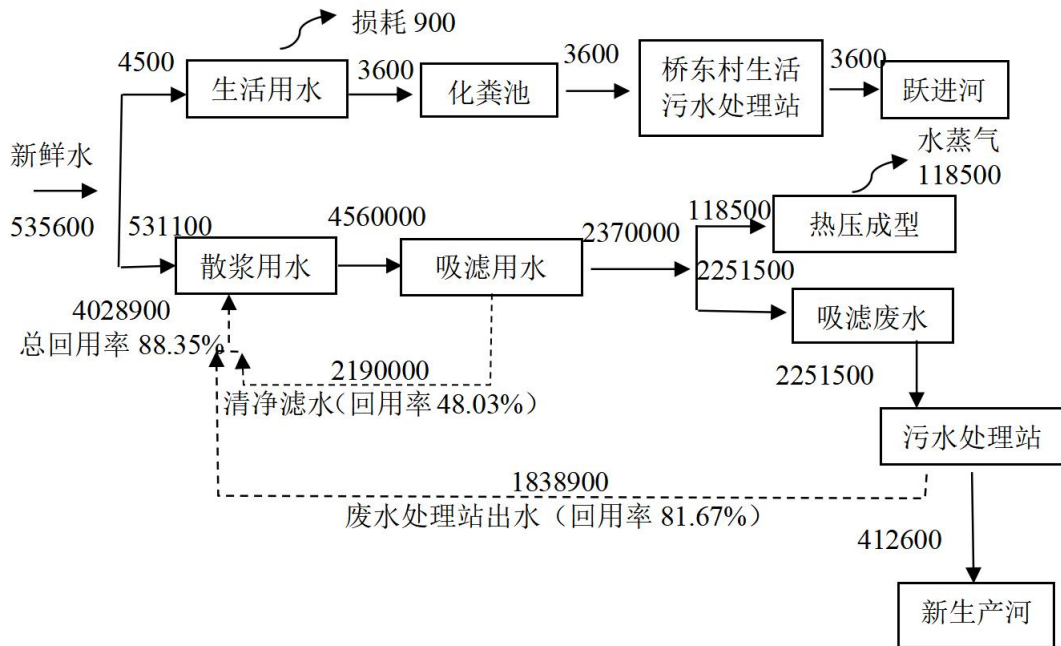 损耗 900
4500
生活用水
3600
化粪池
3600
桥东村生活
污水处理站
3600
跃进河
新鲜水
535600
水蒸气
118500
531100
散浆用水
4560000
吸滤用水
2370000
118500
热压成型
2251500
吸滤废水
4028900
总回用率 88.35%
2190000
清净滤水（回用率 48.03%）
2251500
污水处理站
1838900
废水处理站出水（回用率 81.67%）
412600
新生产河